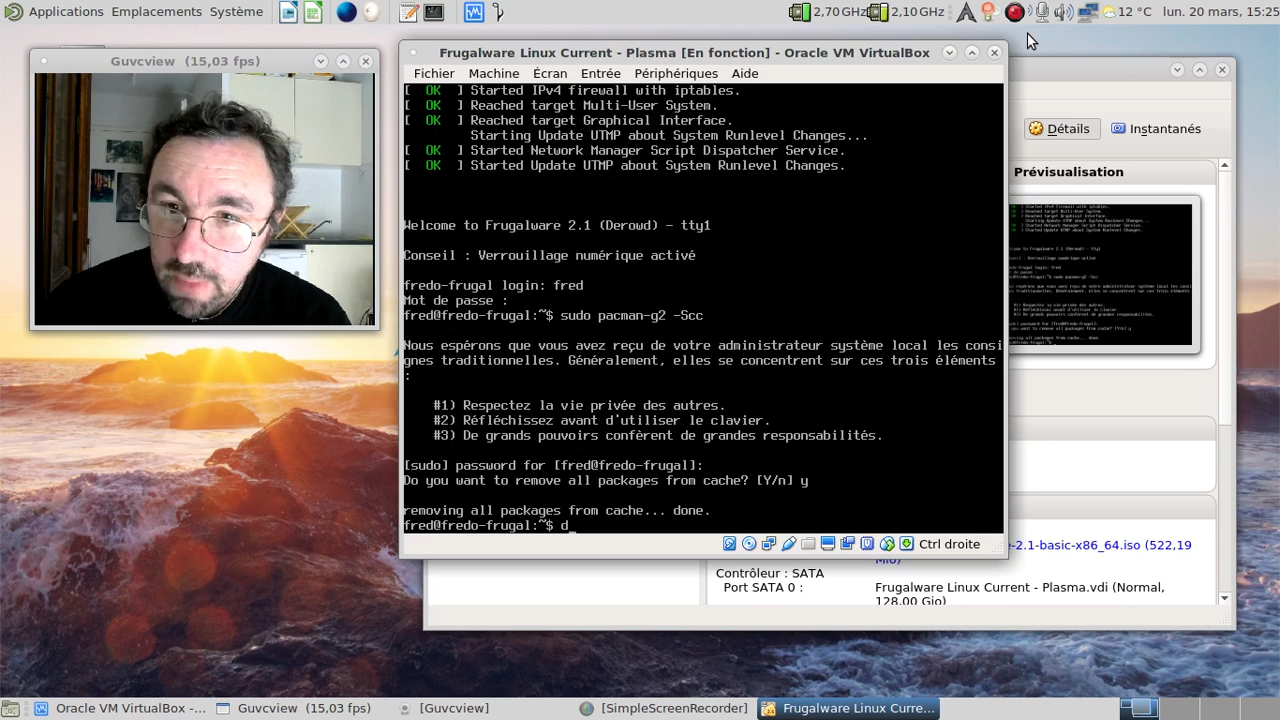 Applications Emplacements Système
2,70 GHz 2,10 GHz 12 °C lun. 20 mars, 15:25
Guvcview (15,03 fps)
Frugalware Linux Current - Plasma [En fonction] - Oracle VM VirtualBox
Fichier Machine Écran Entrée Périphériques Aide
[ OK ] Started IPv4 firewall with iptables.
[ OK ] Reached target Multi-User System.
[ OK ] Reached target Graphical Interface.
Starting Update UTMP about System Runlevel Changes...
[ OK ] Started Network Manager Script Dispatcher Service.
[ OK ] Started Update UTMP about System Runlevel Changes.
Welcome to Frugalware 2.1 (Derowd) - tty1
Conseil : Verrouillage numérique activé
fredo-frugal login: fred
Mot de passe :
fred@fredo-frugal:~$ sudo pacman-g2 -Scc
Nous espérons que vous avez reçu de votre administrateur système local les consi
gnes traditionnelles. Généralement, elles se concentrent sur ces trois éléments
:
#1) Respectez la vie privée des autres.
#2) Réfléchissez avant d'utiliser le clavier.
#3) De grands pouvoirs confèrent de grandes responsabilités.
[sudo] password for [fred@fredo-frugal]:
Do you want to remove all packages from cache? [Y/n] y
removing all packages from cache... done.
fred@fredo-frugal:~$ d
Ctrl droite
Détails Instantanés
Prévisualisation
e-2.1-basic-x86_64.iso (522,19
Mio)
Contrôleur : SATA
Port SATA 0 : Frugalware Linux Current - Plasma.vdi (Normal,
128,00 Gio)
Oracle VM VirtualBox -... Guvcview (15,03 fps) [Guvcview] [SimpleScreenRecorder] Frugalware Linux Curre...